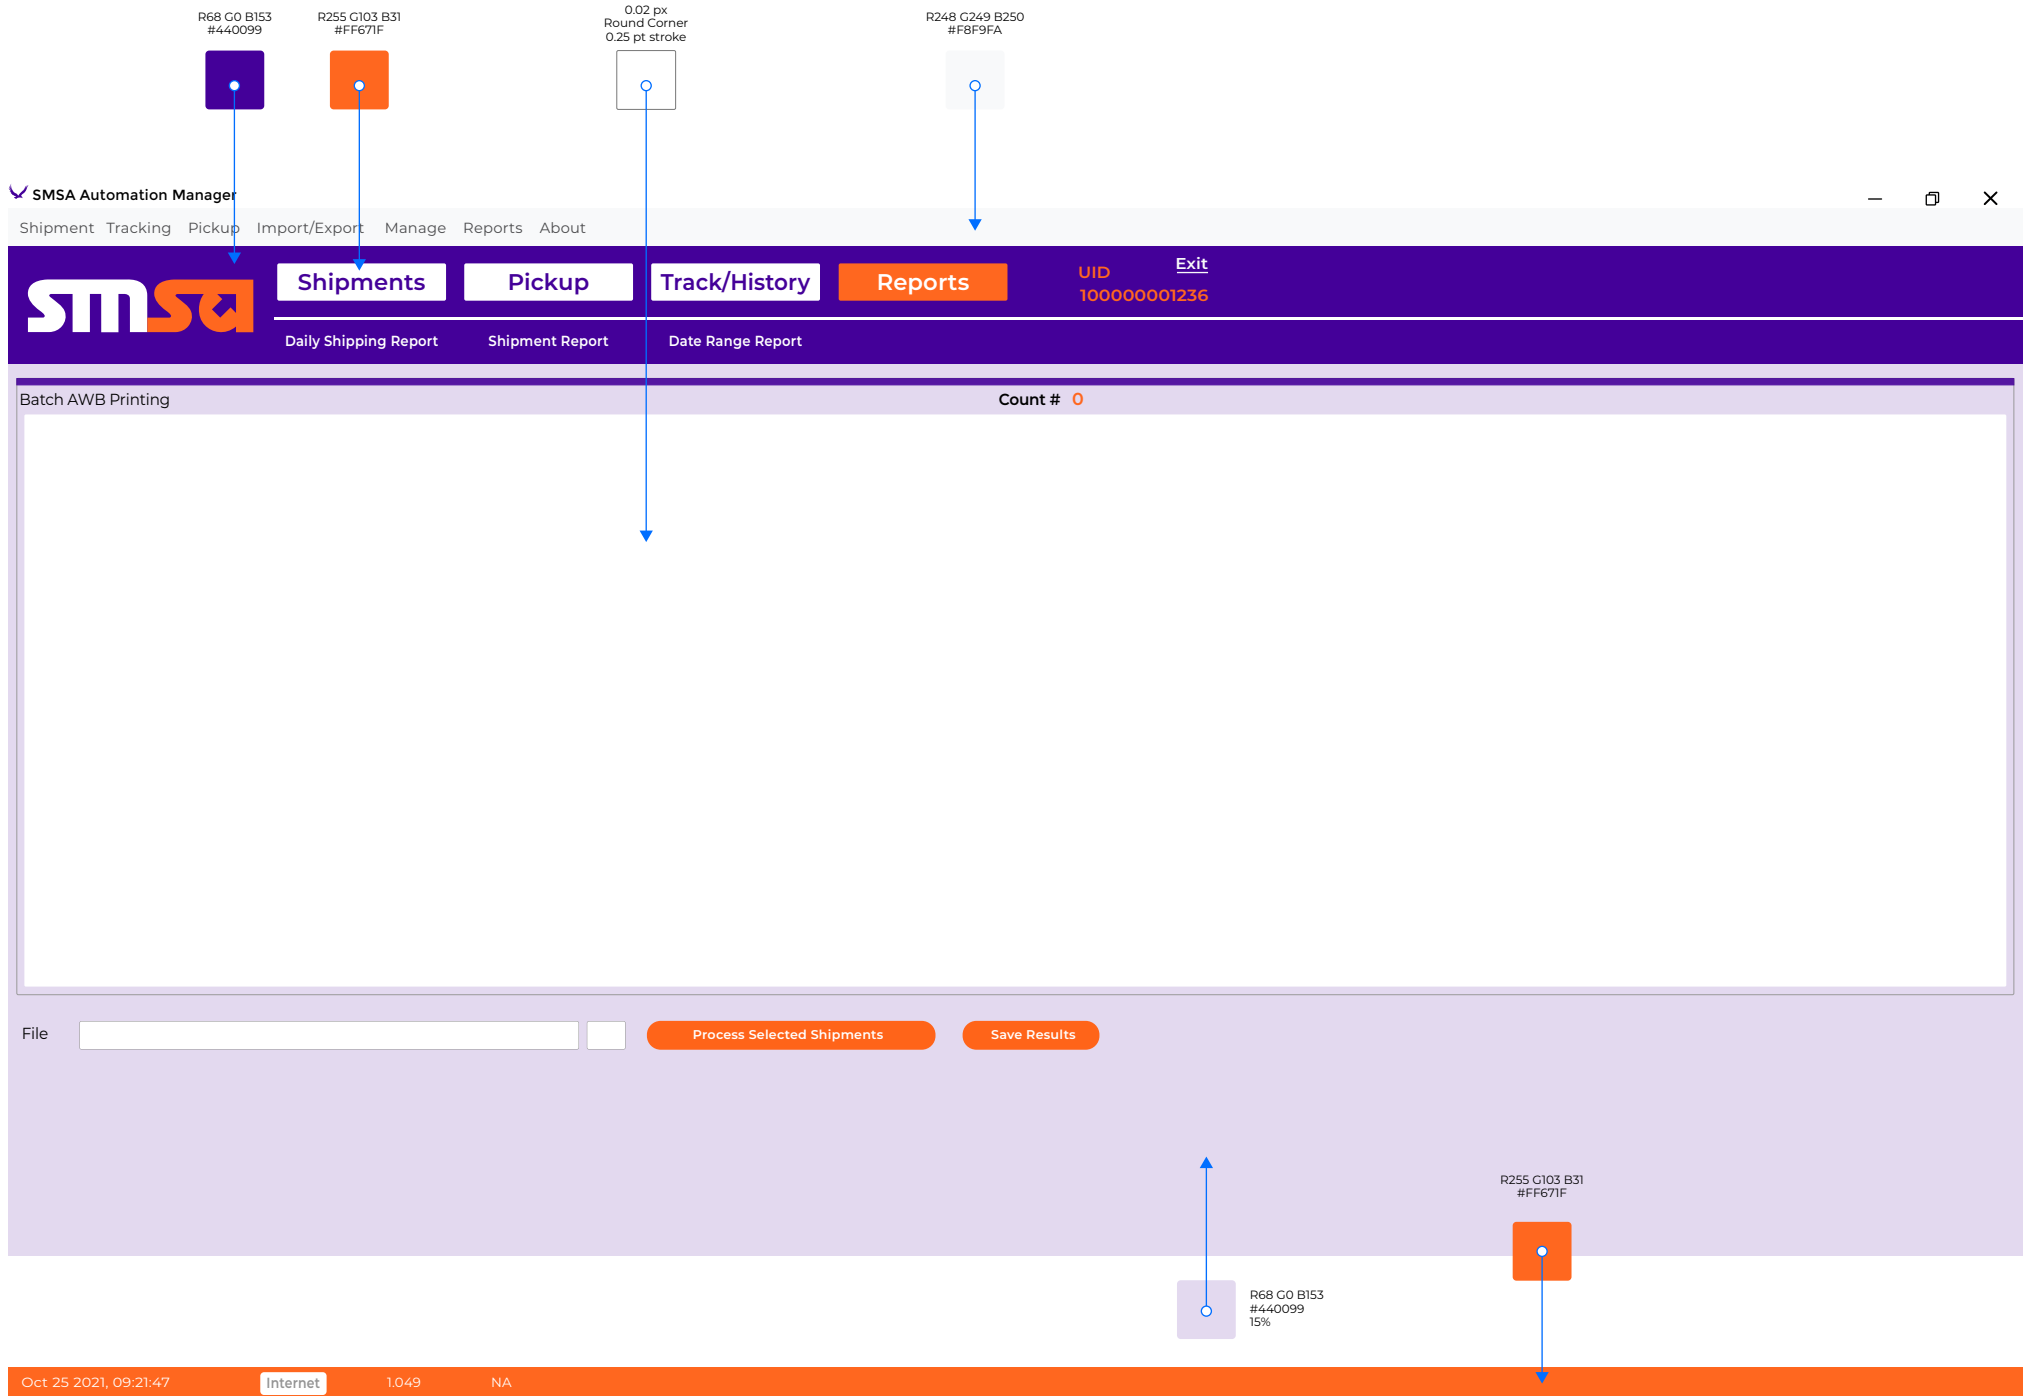 R68 G0 B153
#440099
R255 G103 B31
#FF671F
0.02 px
Round Corner
0.25 pt stroke
R248 G249 B250
#F8F9FA
SMSA Automation Manager
Shipment Tracking Pickup Import/Export Manage Reports About
smsa
Shipments Pickup Track/History Reports
UID
100000001236
Exit
Daily Shipping Report Shipment Report Date Range Report
Batch AWB Printing Count # 0
File Process Selected Shipments Save Results
R255 G103 B31
#FF671F
R68 G0 B153
#440099
15%
Oct 25 2021, 09:21:47 Internet 1.049 NA